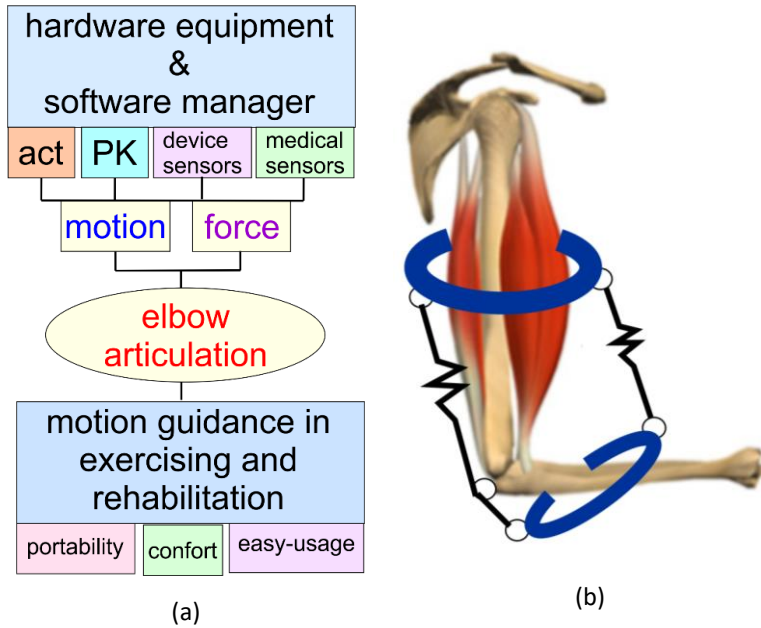 hardware equipment
&
software manager
act
PK
device
sensors
medical
sensors
motion
force
elbow
articulation
motion guidance in
exercising and
rehabilitation
portability
confort
easy-usage
(a)
(b)